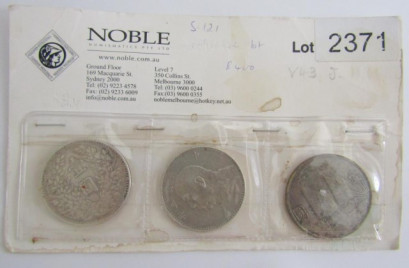 NOBLE
NUMISMATICS PTY LTD
www.noble.com.au
Ground Floor
169 Macquarie St.
Sydney 2000
Tel: (02) 9223 4578
Fax: (02) 9233 6009
info@noble.com.au
Level 7
350 Collins St.
Melbourne 3000
Tel (03) 9600 0244
Fax (03) 9600 0355
noblemelbourne@hotkey.net.au
Lot 2371